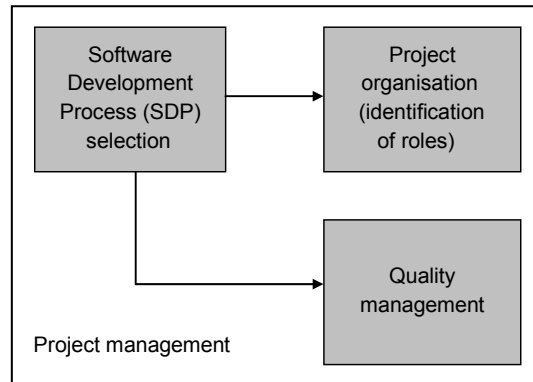 Software
Development
Process (SDP)
selection
Project
organisation
(identification
of roles)
Quality
management
Project management